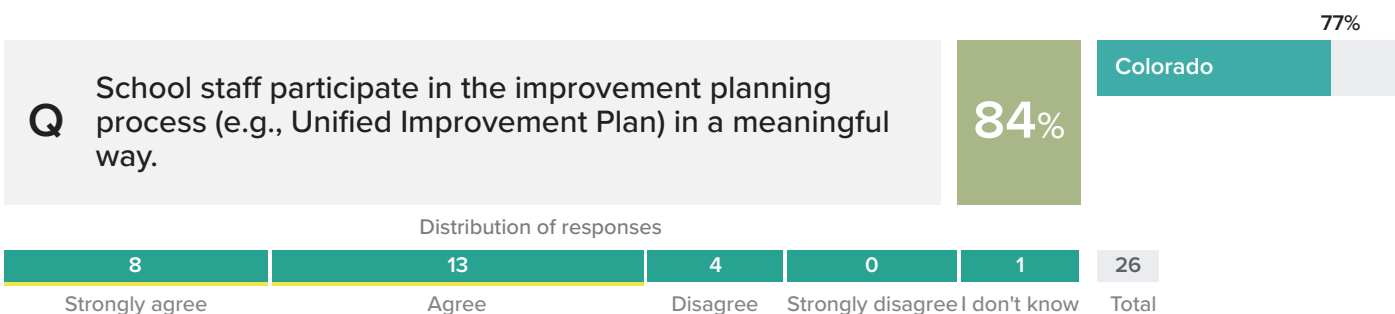 77%
Colorado
Q
School staff participate in the improvement planning
process (e.g., Unified Improvement Plan) in a meaningful
way.
84%
Distribution of responses
8 13 4 0 1 26
Strongly agree Agree Disagree Strongly disagree I don't know Total